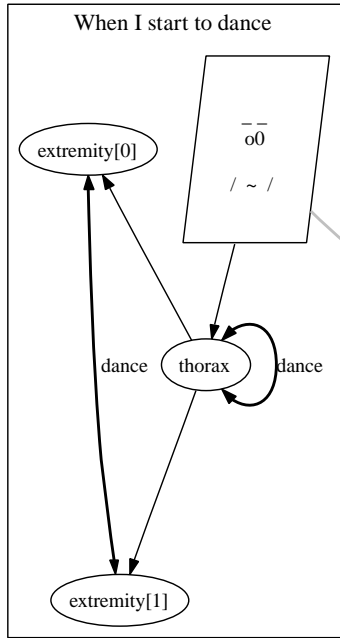 When I start to dance
_ _
o0
/ ~ /
extremity[0]
dance
thorax
dance
extremity[1]